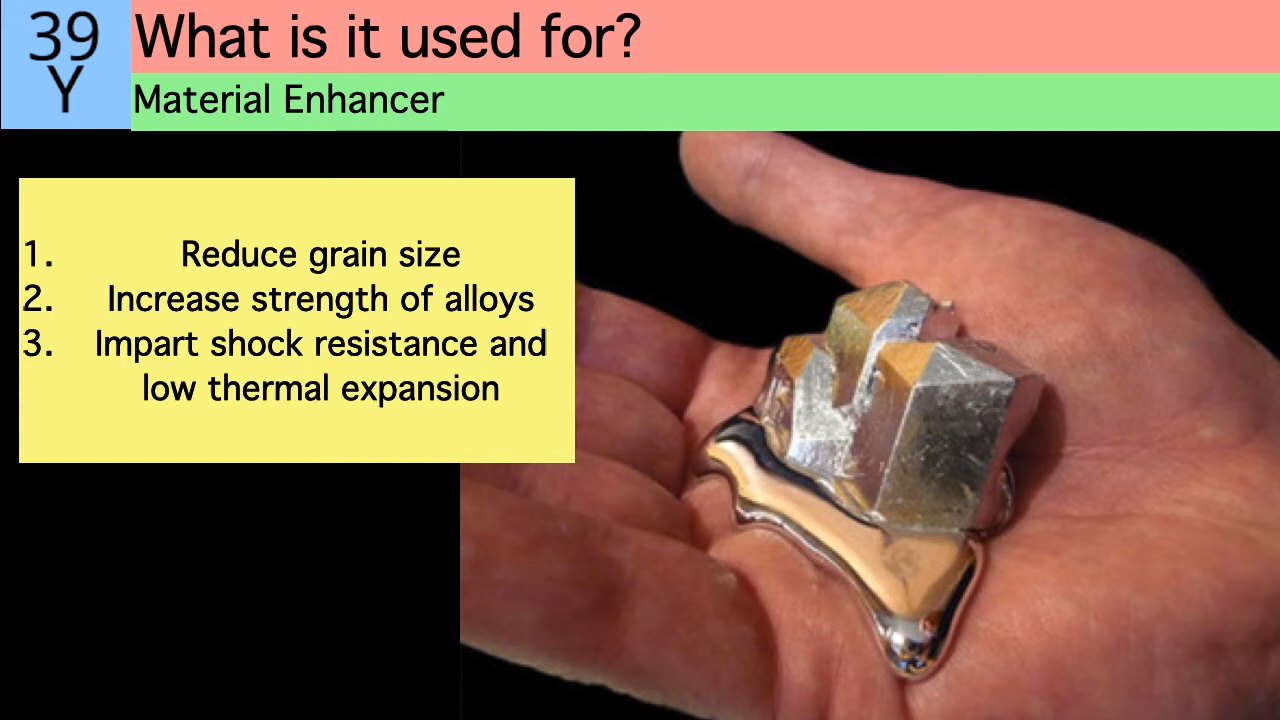 39
Y
What is it used for?
Material Enhancer
1. Reduce grain size
2. Increase strength of alloys
3. Impart shock resistance and
low thermal expansion